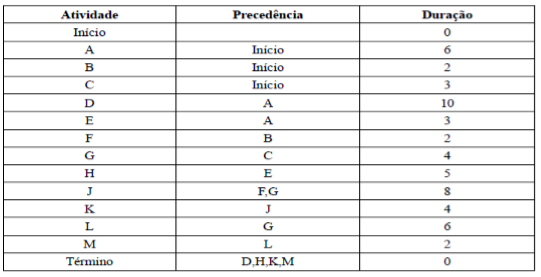 Atividade Precedência Duração
Início 0
A Início 6
B Início 2
C Início 3
D A 10
E A 3
F B 2
G C 4
H E 5
J F,G 8
K J 4
L G 6
M L 2
Término D,H,K,M 0